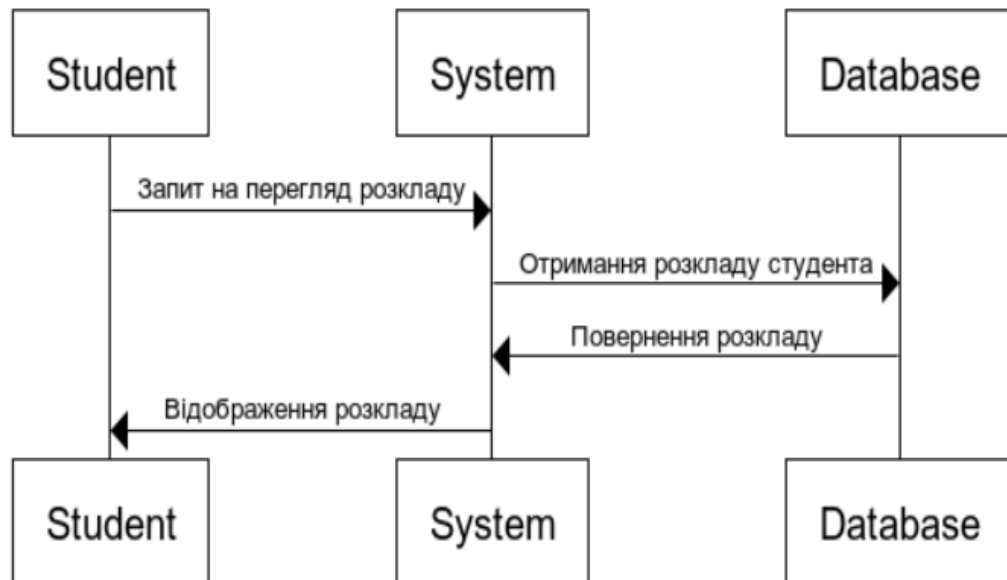 Student
System
Database
Запит на перегляд розкладу
Отримання розкладу студента
Повернення розкладу
Відображення розкладу
Student
System
Database